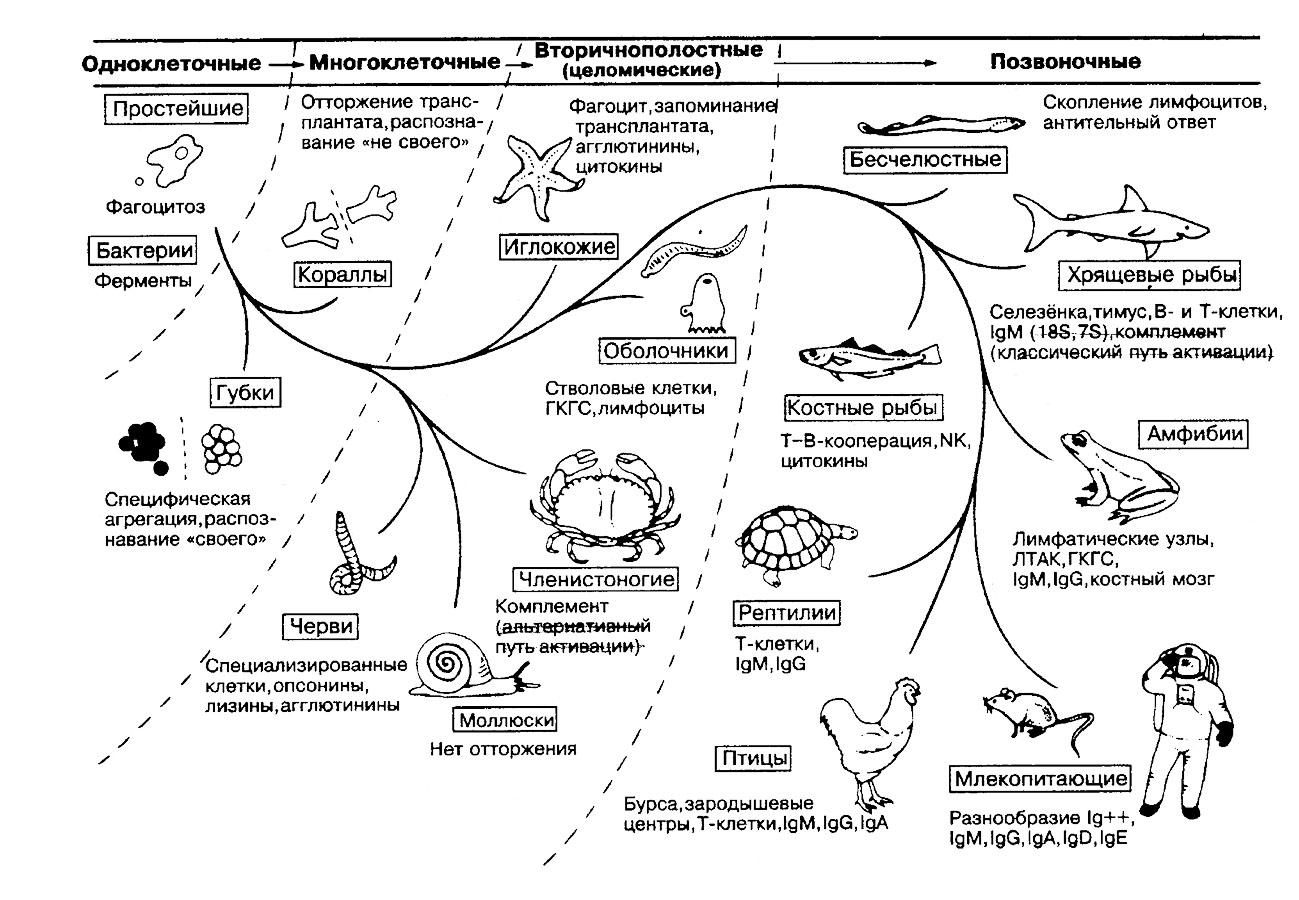 Одноклеточные
Многоклеточные
Вторичнополостные
(целомические)
Позвоночные
Простейшие
Фагоцитоз
Бактерии
Ферменты
Отторжение транс-
плантата, распозна-
вание «не своего»
Кораллы
Губки
Специфическая
агрегация, распоз-
навание «своего»
Фагоцит, запоминание
трансплантата,
агглютинины,
цитокины
Иглокожие
Оболочники
Стволовые клетки,
ГКГС, лимфоциты
Черви
Специализированные
клетки, опсонины,
лизины, агглютинины
Моллюски
Нет отторжения
Членистоногие
Комплемент
(альтернативный
путь активации)
Скопление лимфоцитов,
антительный ответ
Бесчелюстные
Хрящевые рыбы
Селезёнка, тимус, В- и Т-клетки,
IgM (18S, 7S), комплемент
(классический путь активации)
Костные рыбы
Т–В-кооперация, NK,
цитокины
Амфибии
Лимфатические узлы,
ЛТАК, ГКГС,
IgM, IgG, костный мозг
Рептилии
Т-клетки,
IgM, IgG
Птицы
Бурса, зародышевые
центры, Т-клетки, IgM, IgG, IgA
Млекопитающие
Разнообразие Ig++,
IgM, IgG, IgA, IgD, IgE